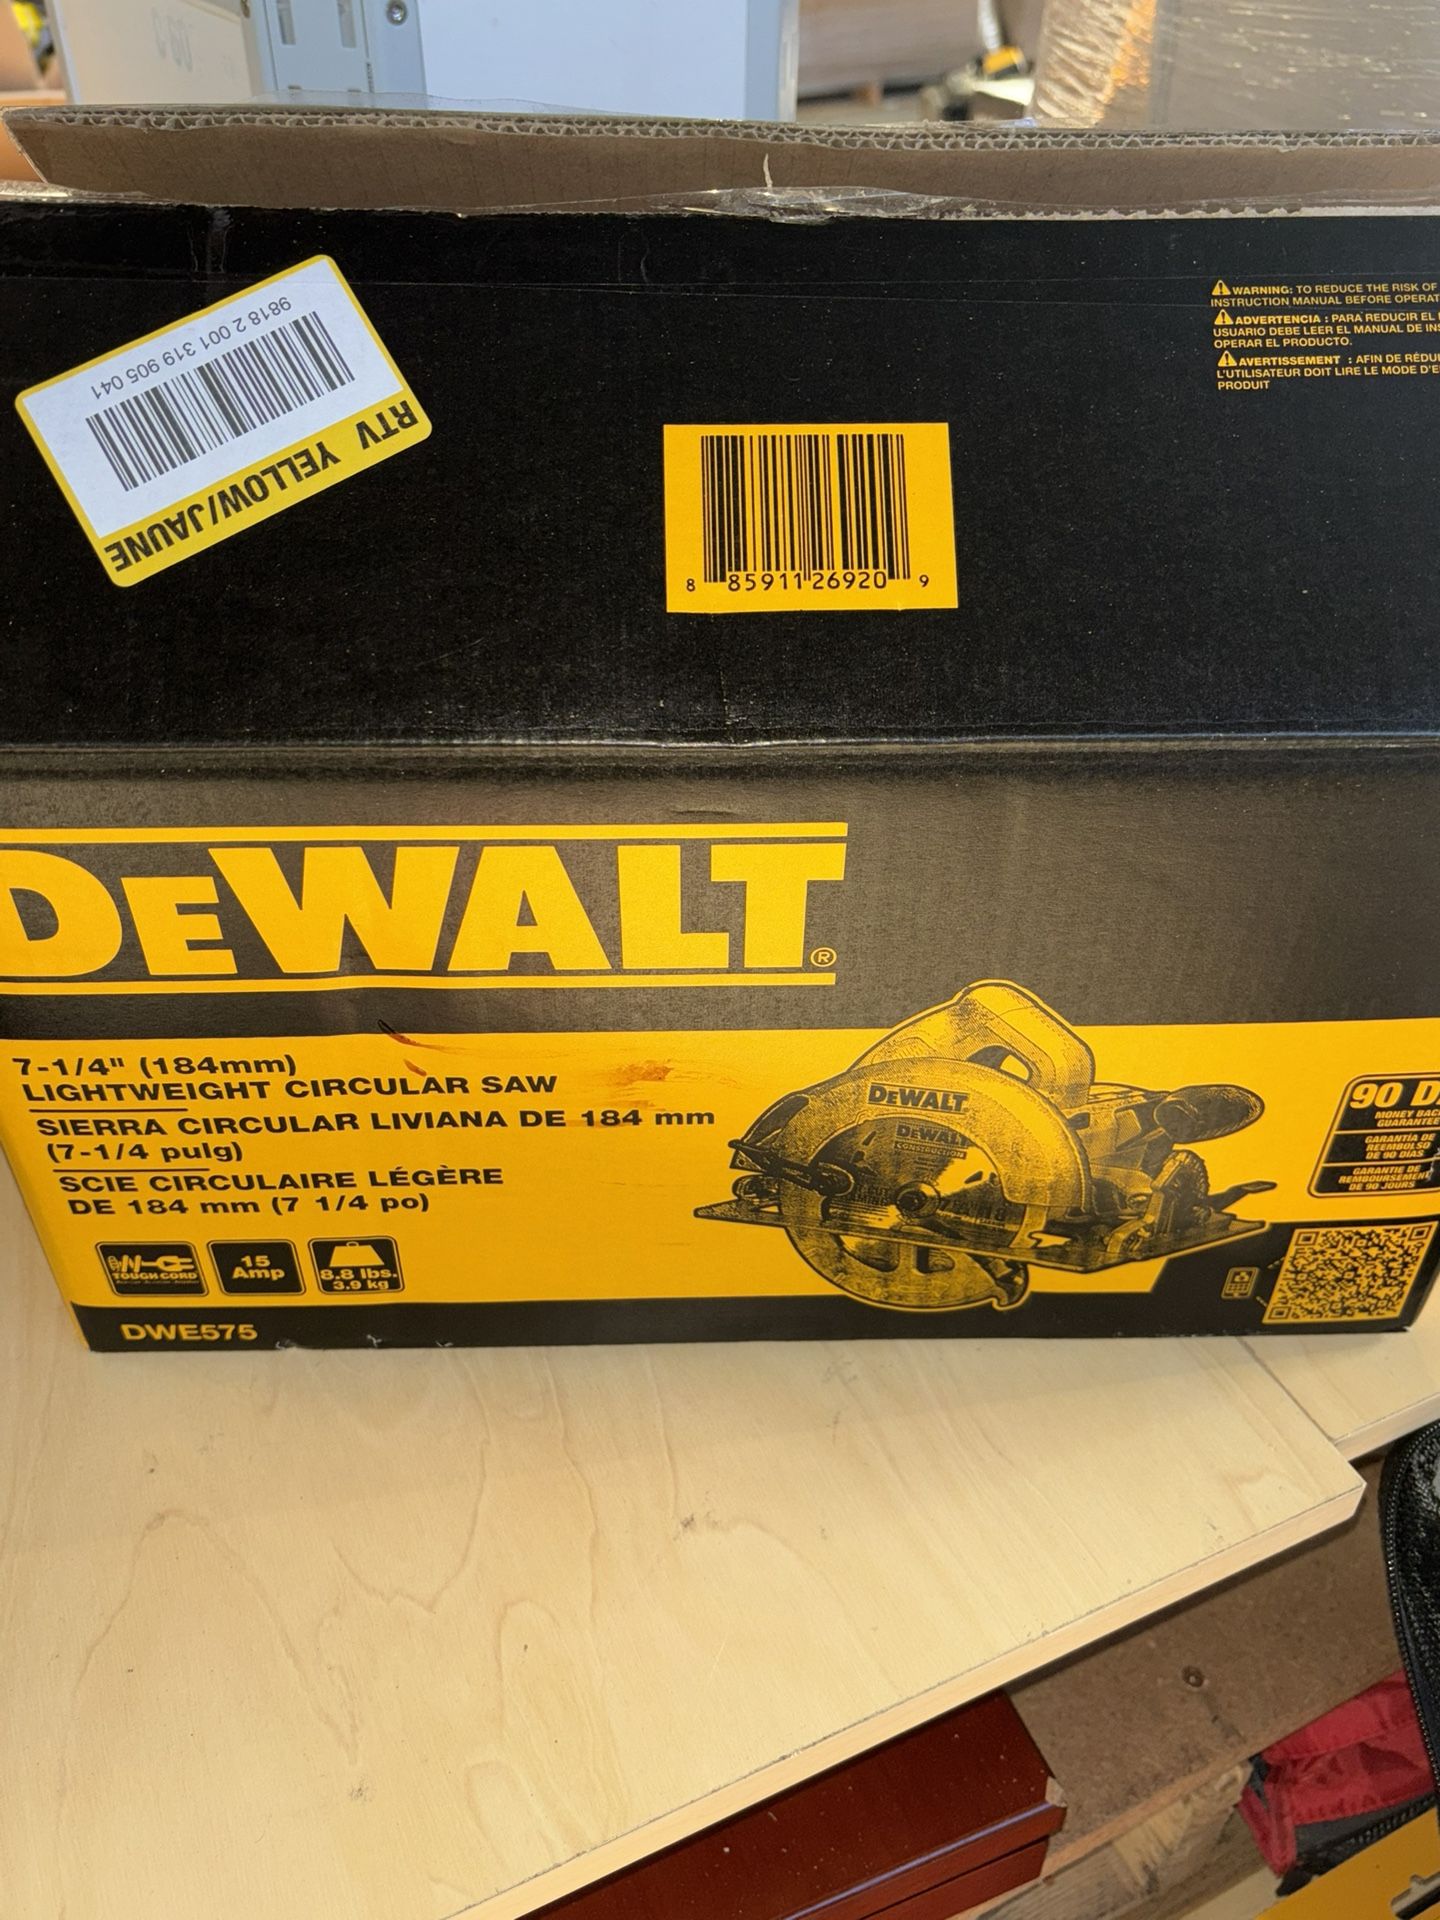 9818 2 001 319 905 041
RTV YELLOW/JAUNE
WARNING: TO REDUCE THE RISK OF
INSTRUCTION MANUAL BEFORE OPERAT
ADVERTENCIA : PARA REDUCIR EL
USUARIO DEBE LEER EL MANUAL DE INS
OPERAR EL PRODUCTO.
AVERTISSEMENT : AFIN DE RÉDU
L'UTILISATEUR DOIT LIRE LE MODE D'E
PRODUIT
8 85911 26920 9
DEWALT®
7-1/4" (184mm)
LIGHTWEIGHT CIRCULAR SAW
SIERRA CIRCULAR LIVIANA DE 184 mm
(7-1/4 pulg)
SCIE CIRCULAIRE LÉGÈRE
DE 184 mm (7 1/4 po)
DEWALT
DEWALT
CONSTRUCTION
90 D
MONEY BAC
GUARANTEE
GARANTÍA DE
REEMBOLSO
DE 90 DÍAS
GARANTIE DE
REMBOURSEMENT
DE 90 JOURS
TOUGH CORD
15
Amp
8.8 lbs.
3.9 kg
DWE575